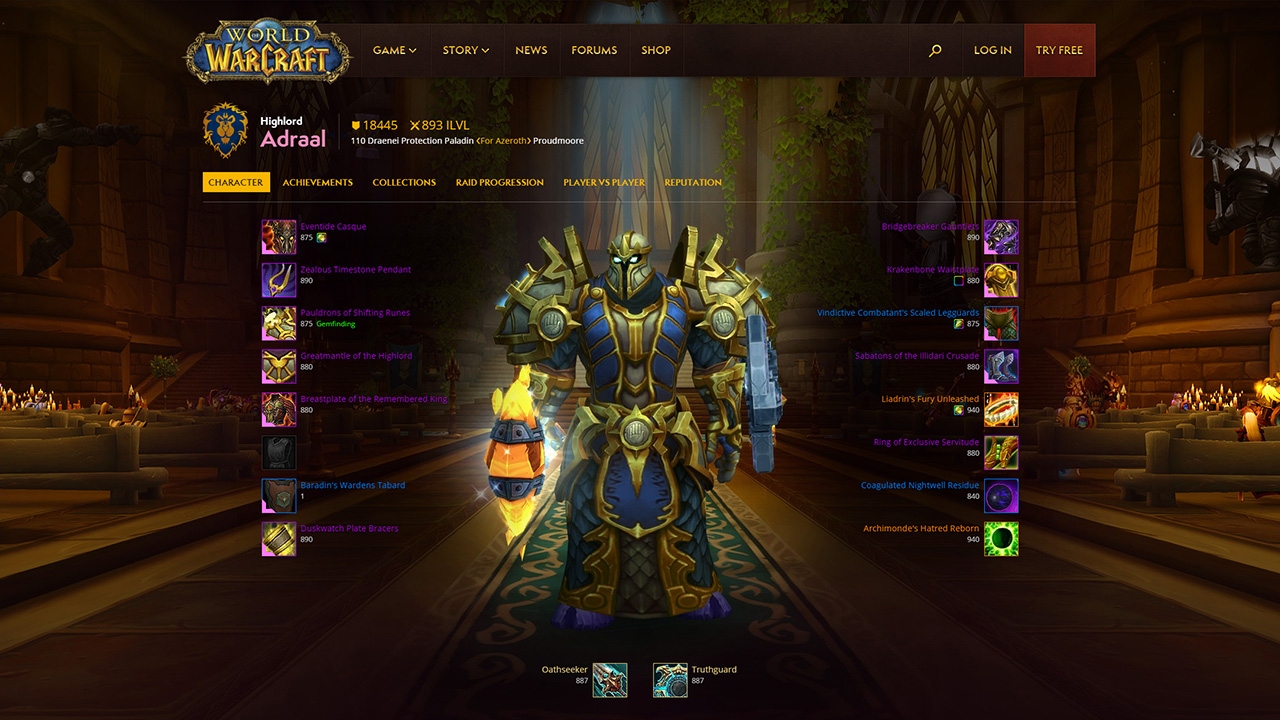 WORLD
OF
WARCRAFT
GAME
STORY
NEWS
FORUMS
SHOP
LOG IN
TRY FREE
Highlord
Adraal
18445
893 ILVL
110 Draenei Protection Paladin <For Azeroth> Proudmoore
CHARACTER
ACHIEVEMENTS
COLLECTIONS
RAID PROGRESSION
PLAYER VS PLAYER
REPUTATION
Eventide Casque
875
Zealous Timestone Pendant
890
Pauldrons of Shifting Runes
875 Gemfinding
Greatmantle of the Highlord
880
Breastplate of the Remembered King
880
Baradin's Wardens Tabard
1
Duskwatch Plate Bracers
890
Bridgebreaker Gauntlets
890
Krakenbone Waistplate
880
Vindictive Combatant's Scaled Legguards
875
Sabatons of the Illidari Crusade
880
Liadrin's Fury Unleashed
940
Ring of Exclusive Servitude
880
Coagulated Nightwell Residue
840
Archimonde's Hatred Reborn
940
Oathseeker
887
Truthguard
887